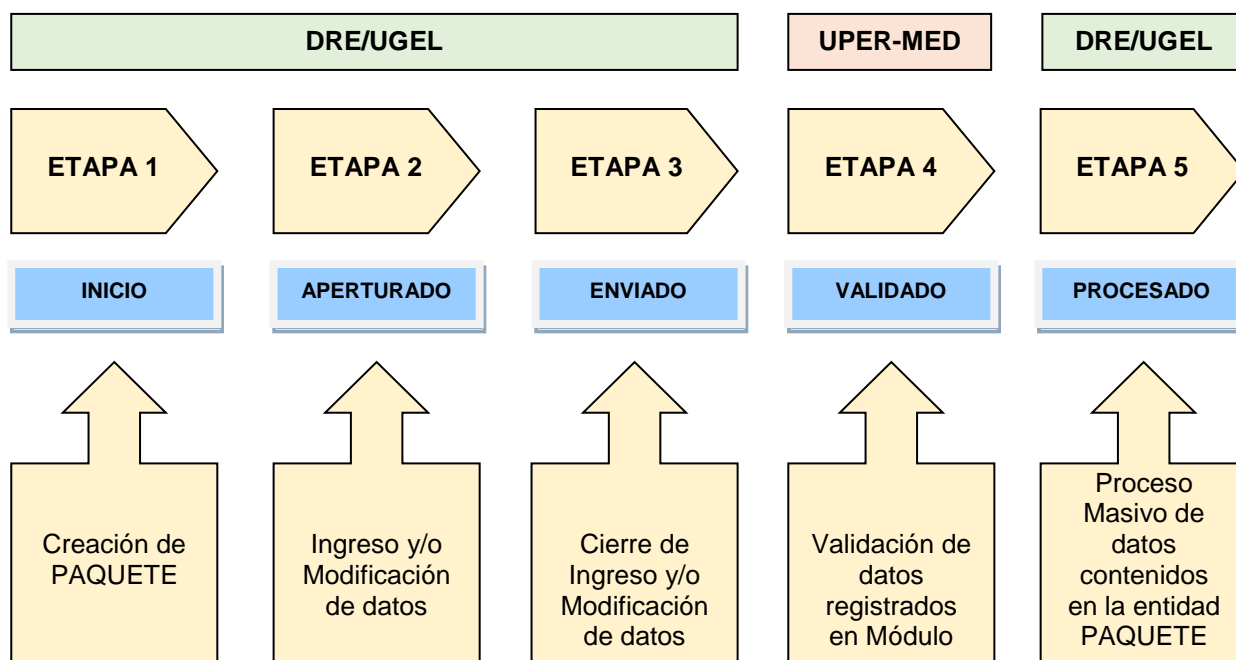 DRE/UGEL
UPER-MED
DRE/UGEL
ETAPA 1
ETAPA 2
ETAPA 3
ETAPA 4
ETAPA 5
INICIO
APERTURADO
ENVIADO
VALIDADO
PROCESADO
Creación de
PAQUETE
Ingreso y/o
Modificación
de datos
Cierre de
Ingreso y/o
Modificación
de datos
Validación de
datos
registrados
en Módulo
Proceso
Masivo de
datos
contenidos
en la entidad
PAQUETE